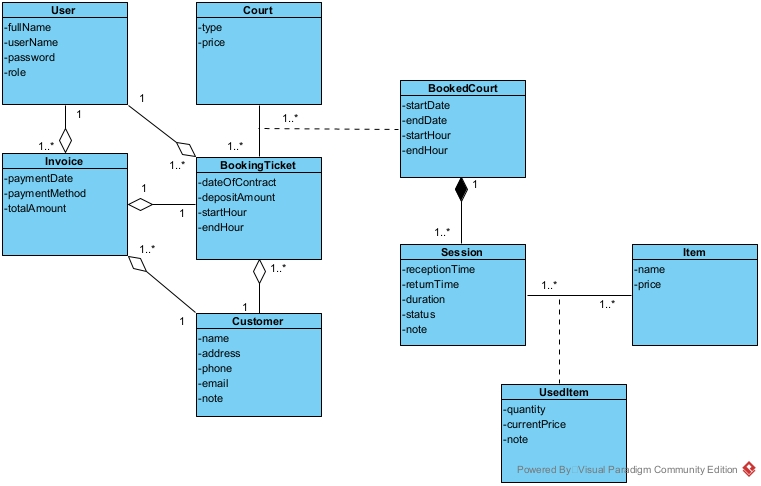 User
-fullName
-userName
-password
-role
Court
-type
-price
BookedCourt
-startDate
-endDate
-startHour
-endHour
1
1
1..*
1..*
1..*
1..*
Invoice
-paymentDate
-paymentMethod
-totalAmount
BookingTicket
-dateOfContract
-depositAmount
-startHour
-endHour
1
1
1
1..*
1..*
1..*
1
1
Session
-receptionTime
-returnTime
-duration
-status
-note
Item
-name
-price
1..*
1..*
Customer
-name
-address
-phone
-email
-note
UsedItem
-quantity
-currentPrice
-note
Powered By Visual Paradigm Community Edition